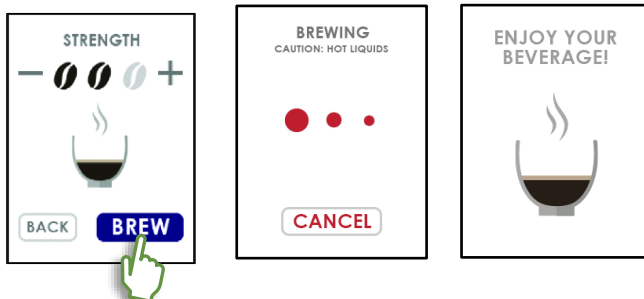 STRENGTH
BACK
BREW
BREWING
CAUTION: HOT LIQUIDS
CANCEL
ENJOY YOUR
BEVERAGE!